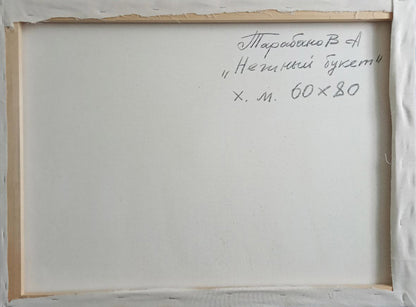 Тарабанов А
„Нежный букет“
х. м. 60×80